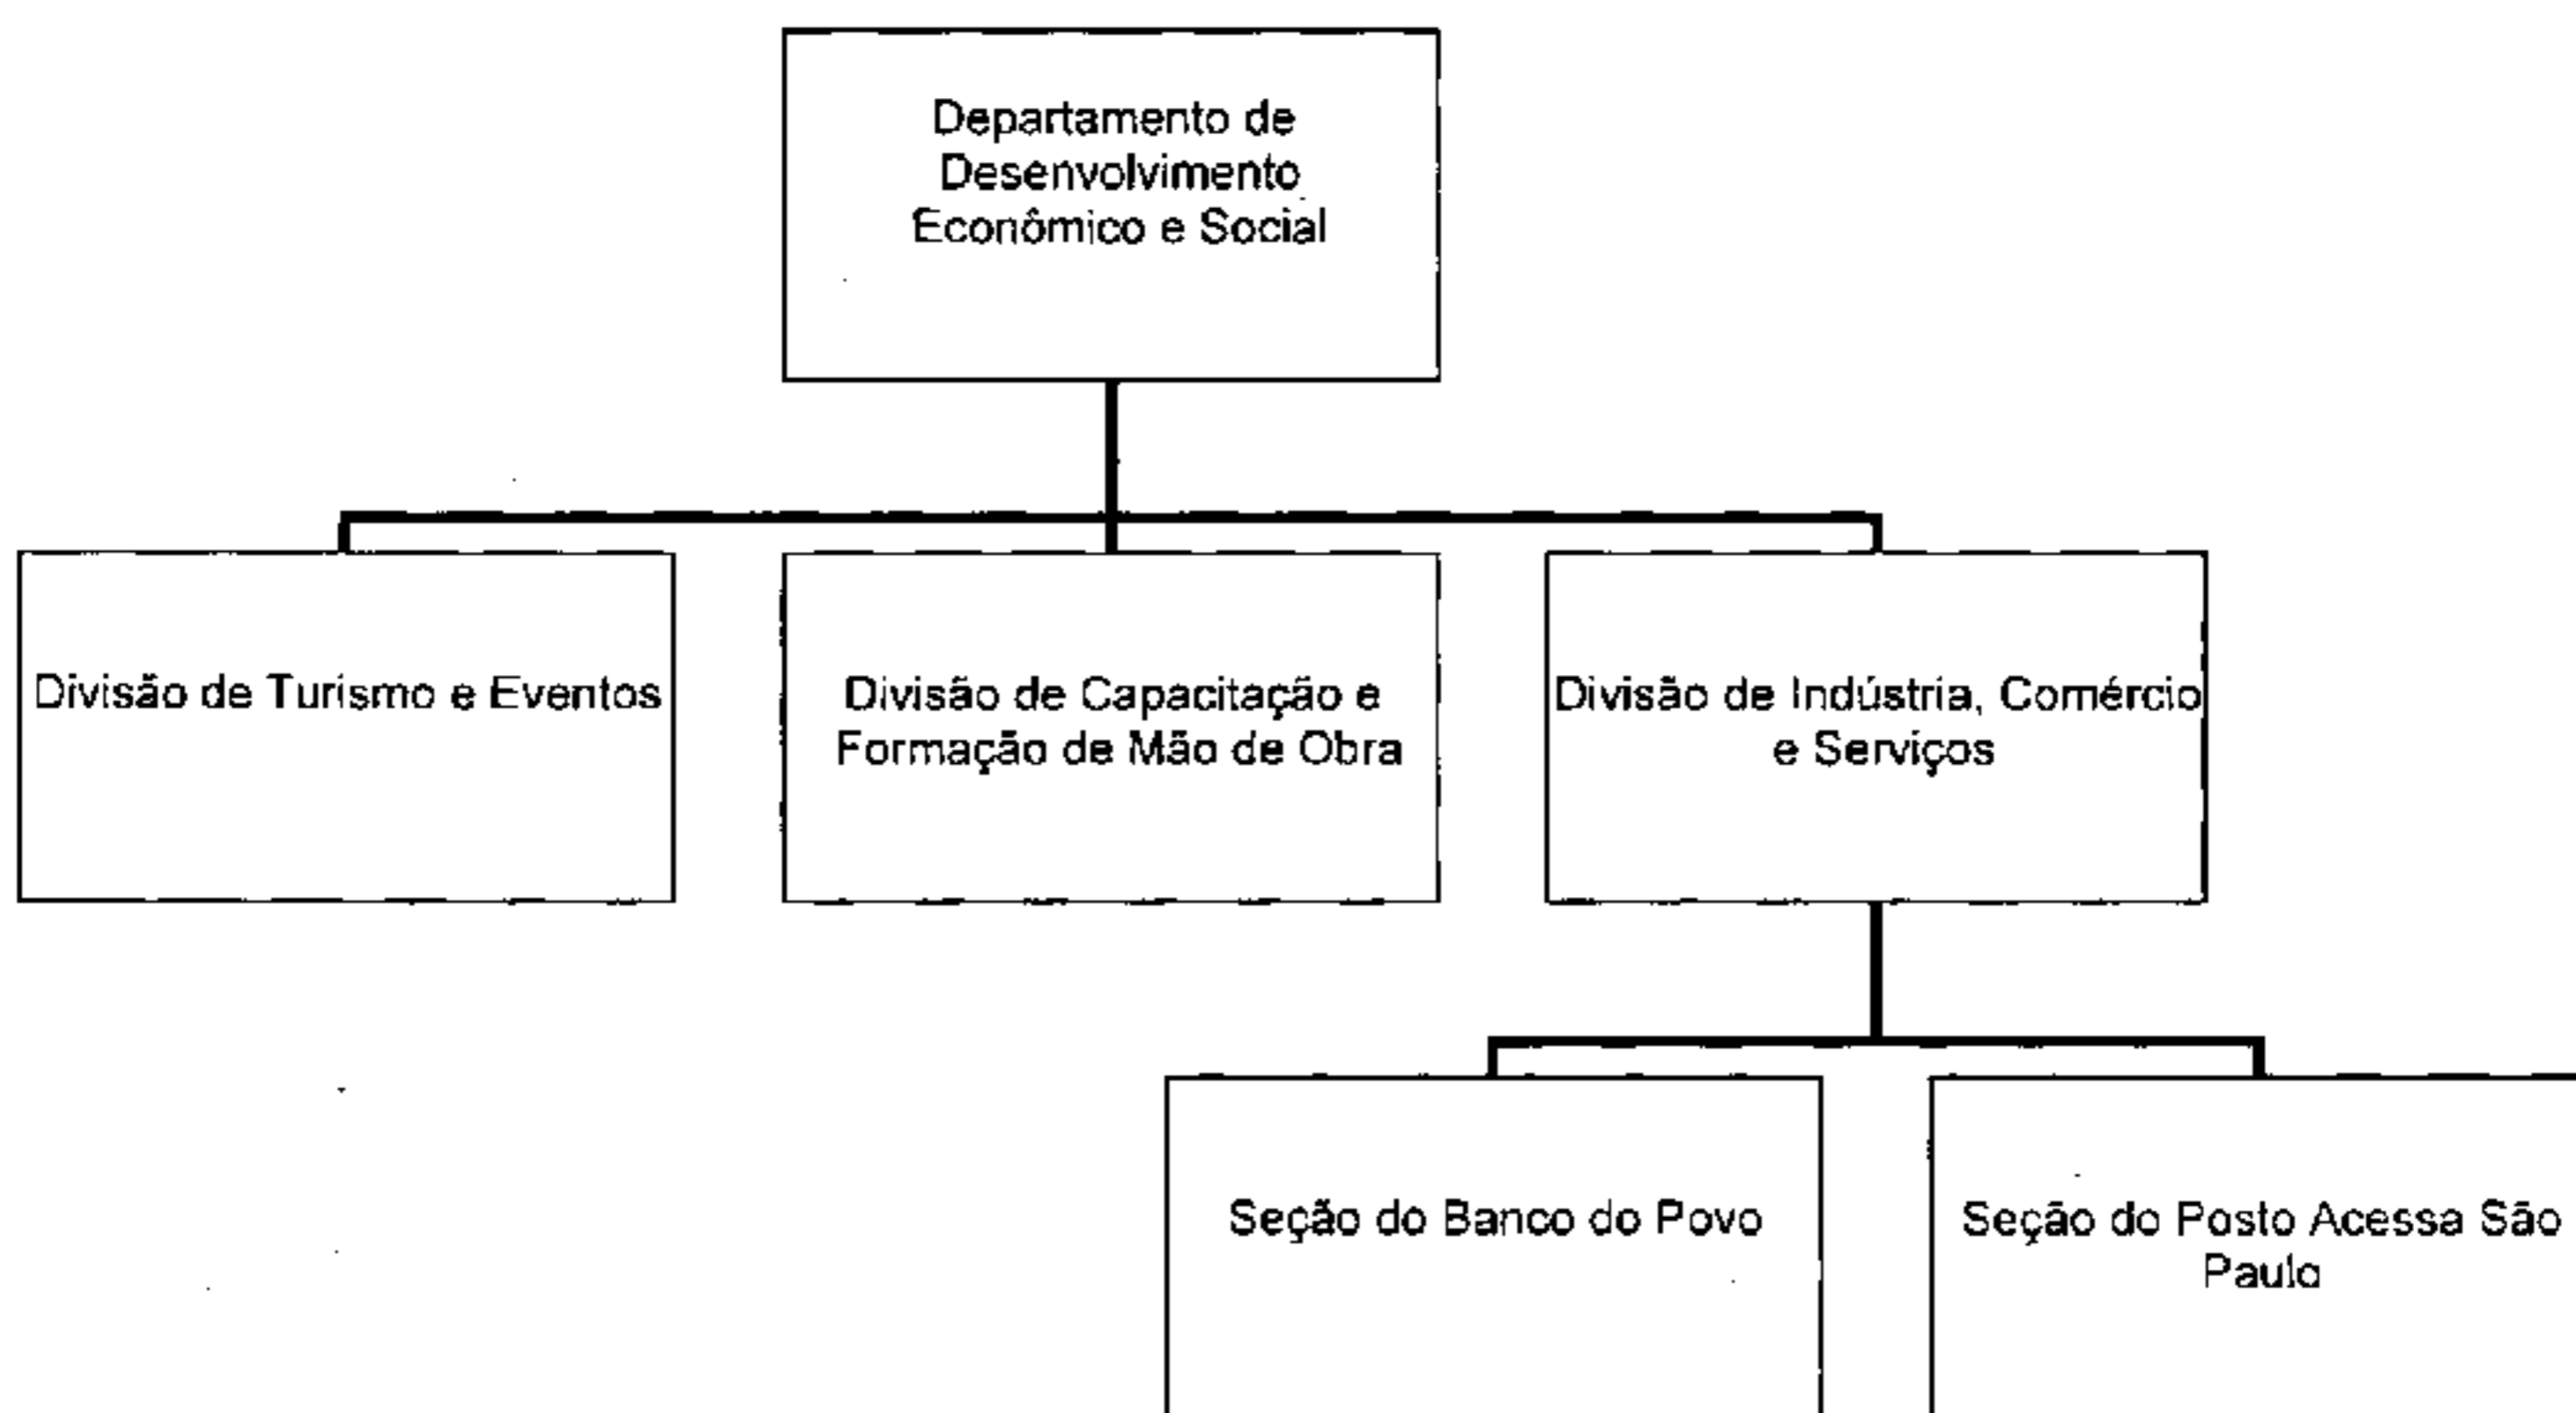 Departamento de
Desenvolvimento
Econômico e Social
Divisão de Turismo e Eventos
Divisão de Capacitação e
Formação de Mão de Obra
Divisão de Indústria, Comércio
e Serviços
Seção do Banco do Povo
Seção do Posto Acessa São
Paulo